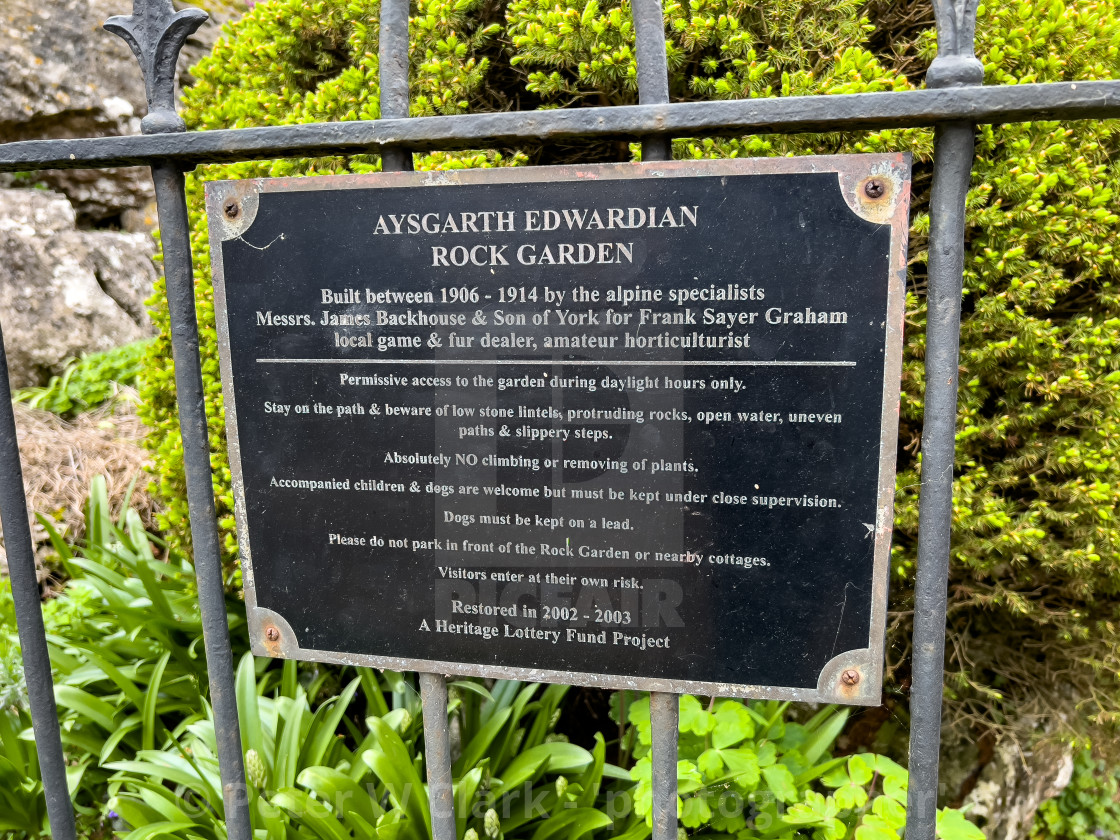 AYSGARTH EDWARDIAN
ROCK GARDEN
Built between 1906 - 1914 by the alpine specialists
Messrs. James Backhouse & Son of York for Frank Sayer Graham
local game & fur dealer, amateur horticulturist
Permissive access to the garden during daylight hours only.
Stay on the path & beware of low stone lintels, protruding rocks, open water, uneven
paths & slippery steps.
Absolutely NO climbing or removing of plants.
Accompanied children & dogs are welcome but must be kept under close supervision.
Dogs must be kept on a lead.
Please do not park in front of the Rock Garden or nearby cottages.
Visitors enter at their own risk.
PICFAIR
Restored in 2002 - 2003
A Heritage Lottery Fund Project
© Peter W Clark - 'people photographer'